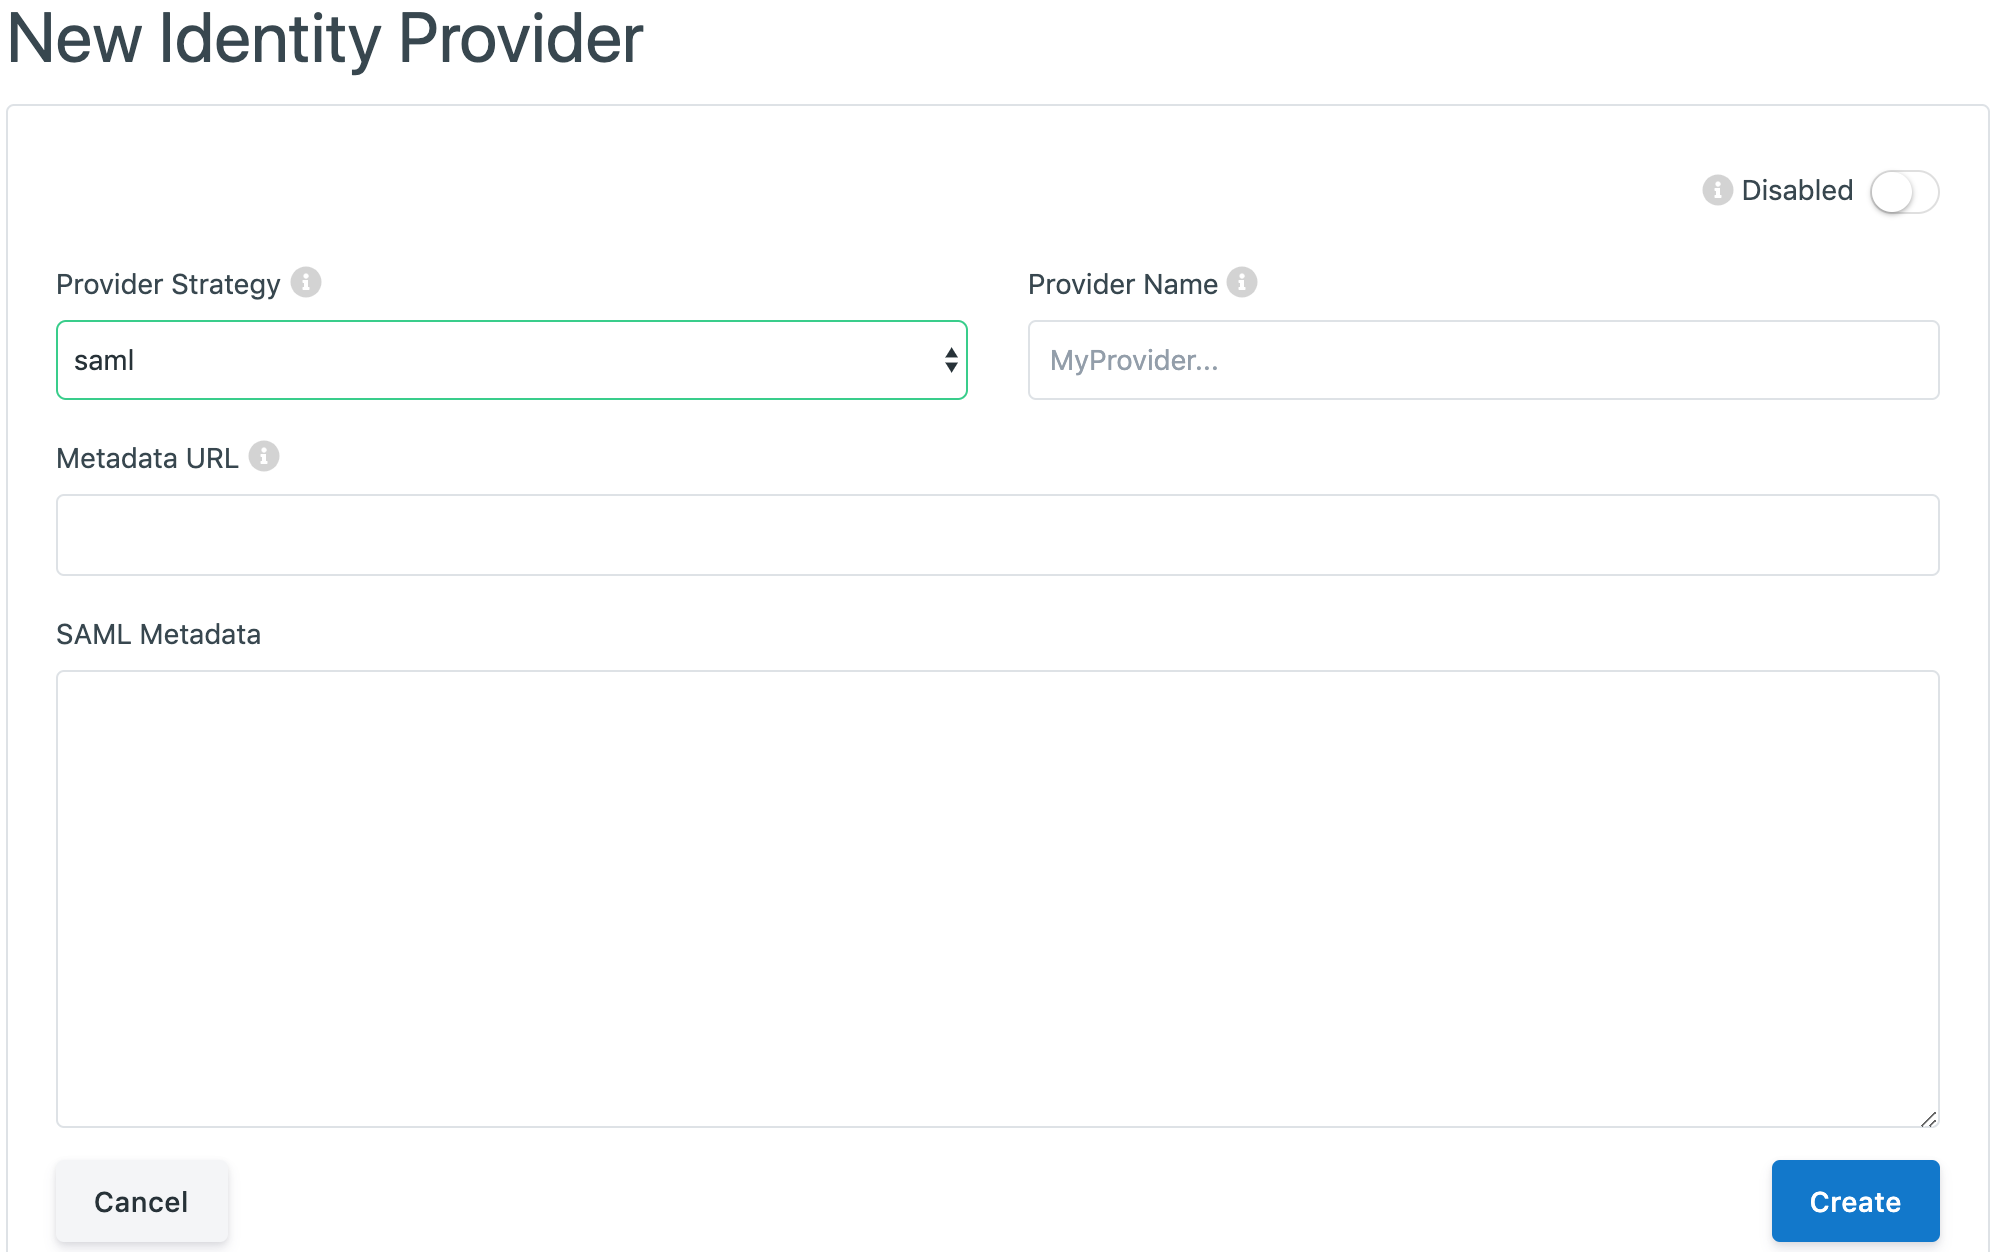 New Identity Provider
Disabled
Provider Strategy
Provider Name
saml
MyProvider...
Metadata URL
SAML Metadata
Cancel
Create